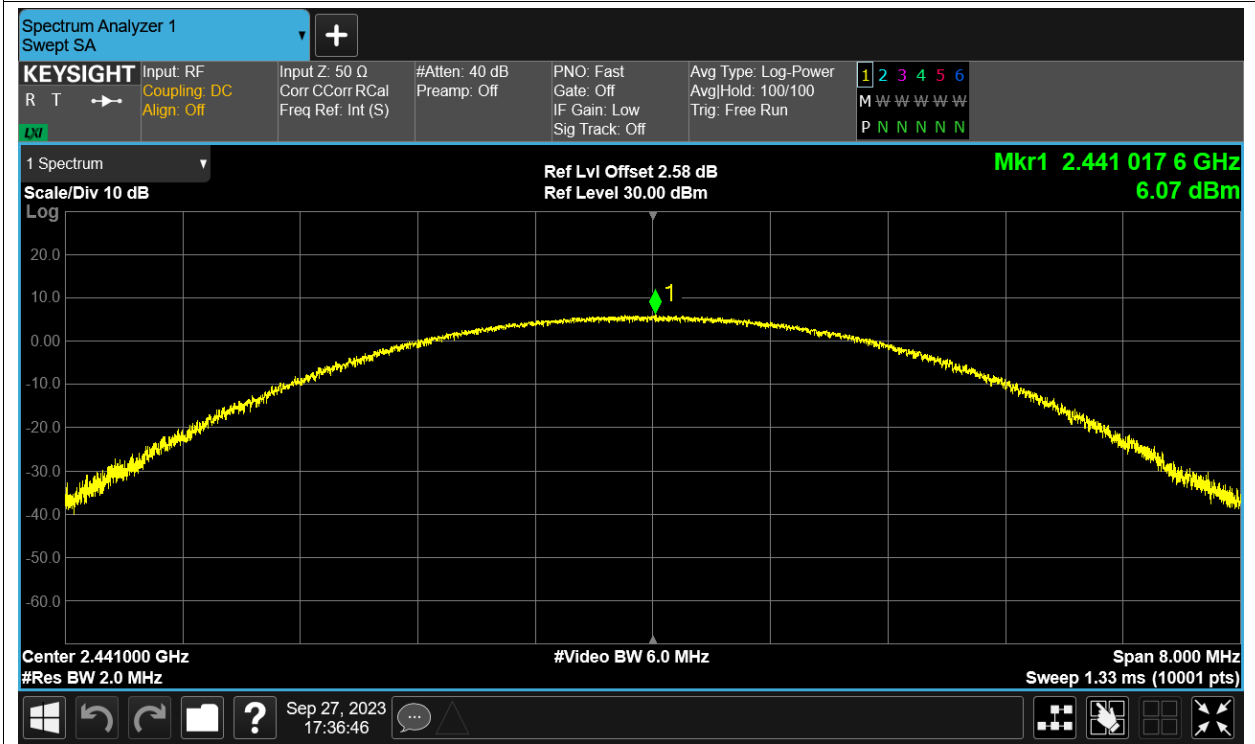 Spectrum Analyzer 1
Swept SA
KEYSIGHT
R T
LXI
Input: RF
Coupling: DC
Align: Off
Input Z: 50 Ω
Corr CCorr RCal
Freq Ref: Int (S)
#Atten: 40 dB
Preamp: Off
PNO: Fast
Gate: Off
IF Gain: Low
Sig Track: Off
Avg Type: Log-Power
Avg|Hold: 100/100
Trig: Free Run
1 2 3 4 5 6
M W W W W W
P N N N N N
1 Spectrum
Scale/Div 10 dB
Log
Ref Lvl Offset 2.58 dB
Ref Level 30.00 dBm
Mkr1 2.441 017 6 GHz
6.07 dBm
20.0
10.0
0.00
-10.0
-20.0
-30.0
-40.0
-50.0
-60.0
1
Center 2.441000 GHz
#Res BW 2.0 MHz
#Video BW 6.0 MHz
Span 8.000 MHz
Sweep 1.33 ms (10001 pts)
?
Sep 27, 2023
17:36:46